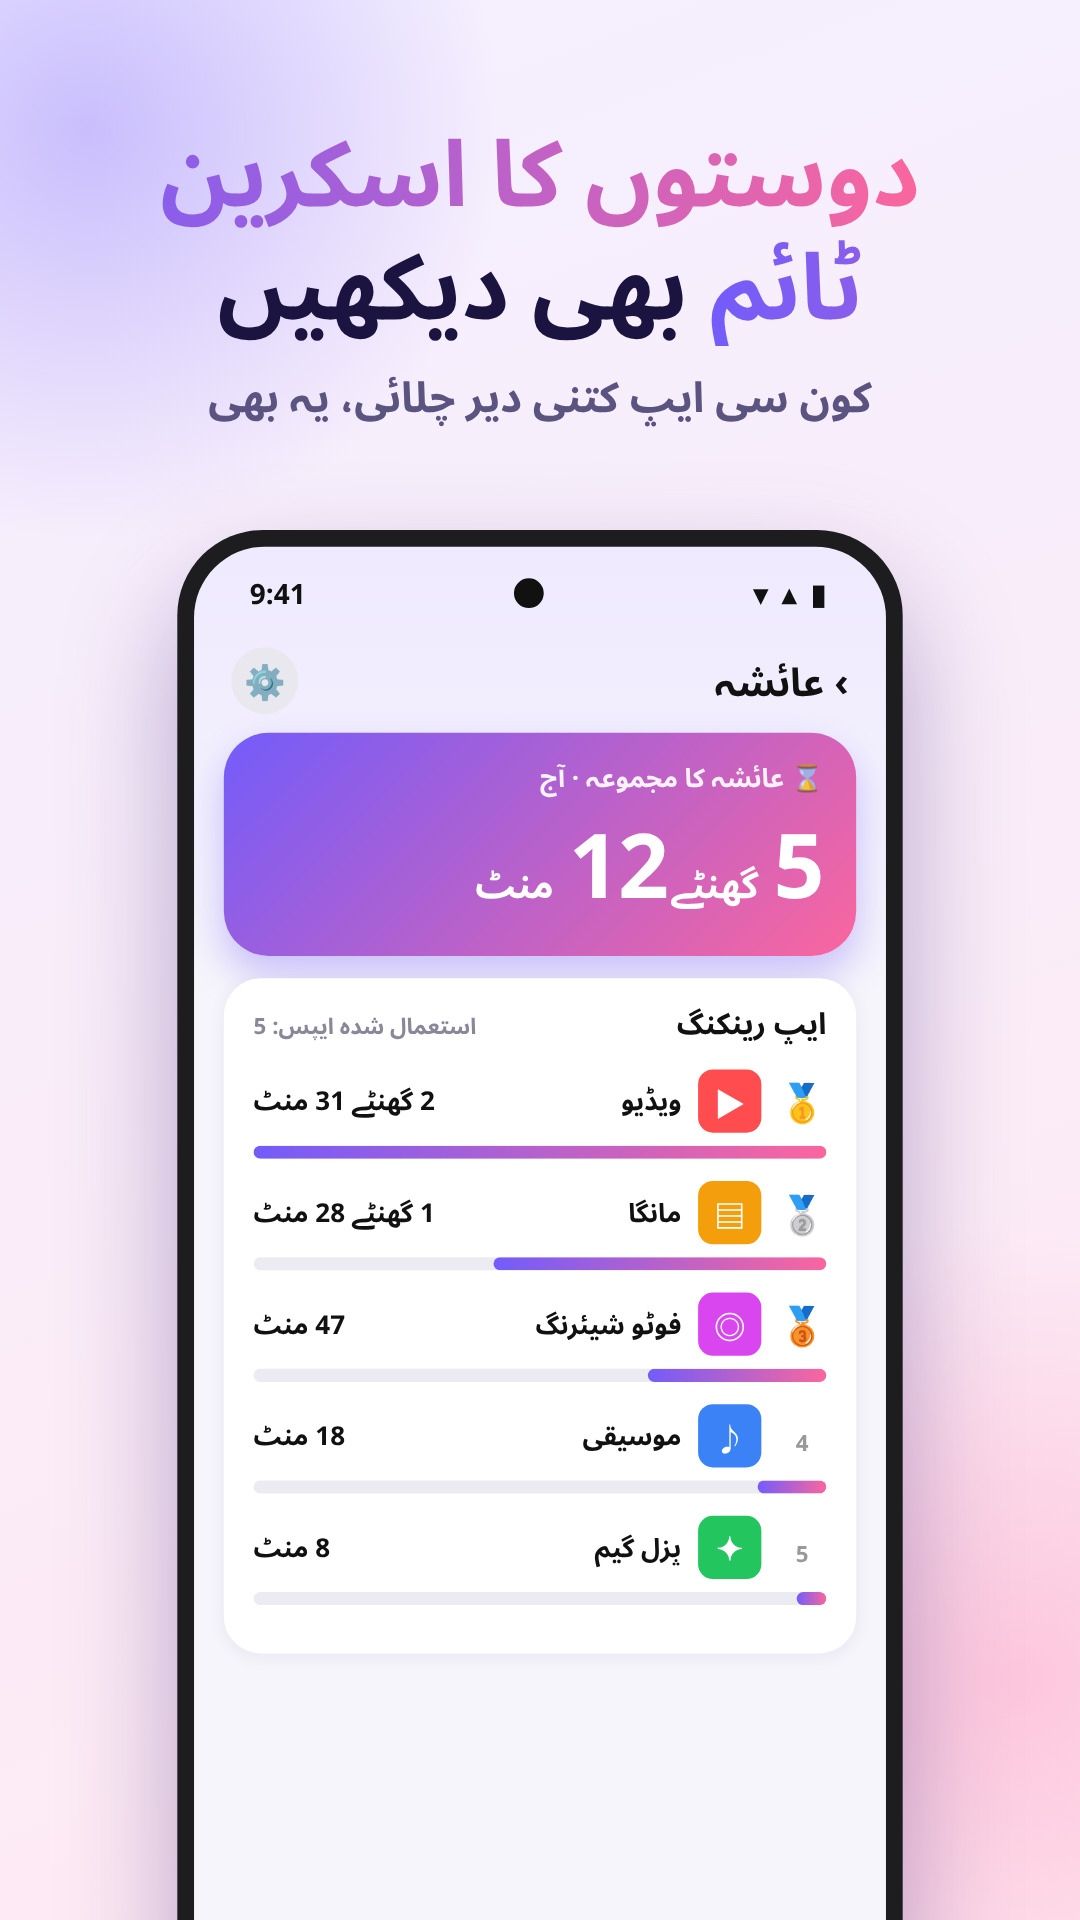 دوستوں کا اسکرین
ٹائم بھی دیکھیں
کون سی ایپ کتنی دیر چلائی، یہ بھی
9:41
‹ عائشہ
⌛ عائشہ کا مجموعہ · آج
5 گھنٹے 12 منٹ
ایپ رینکنگ
استعمال شدہ ایپس: 5
ویڈیو
2 گھنٹے 31 منٹ
مانگا
1 گھنٹے 28 منٹ
فوٹو شیئرنگ
47 منٹ
4
موسیقی
18 منٹ
5
پزل گیم
8 منٹ